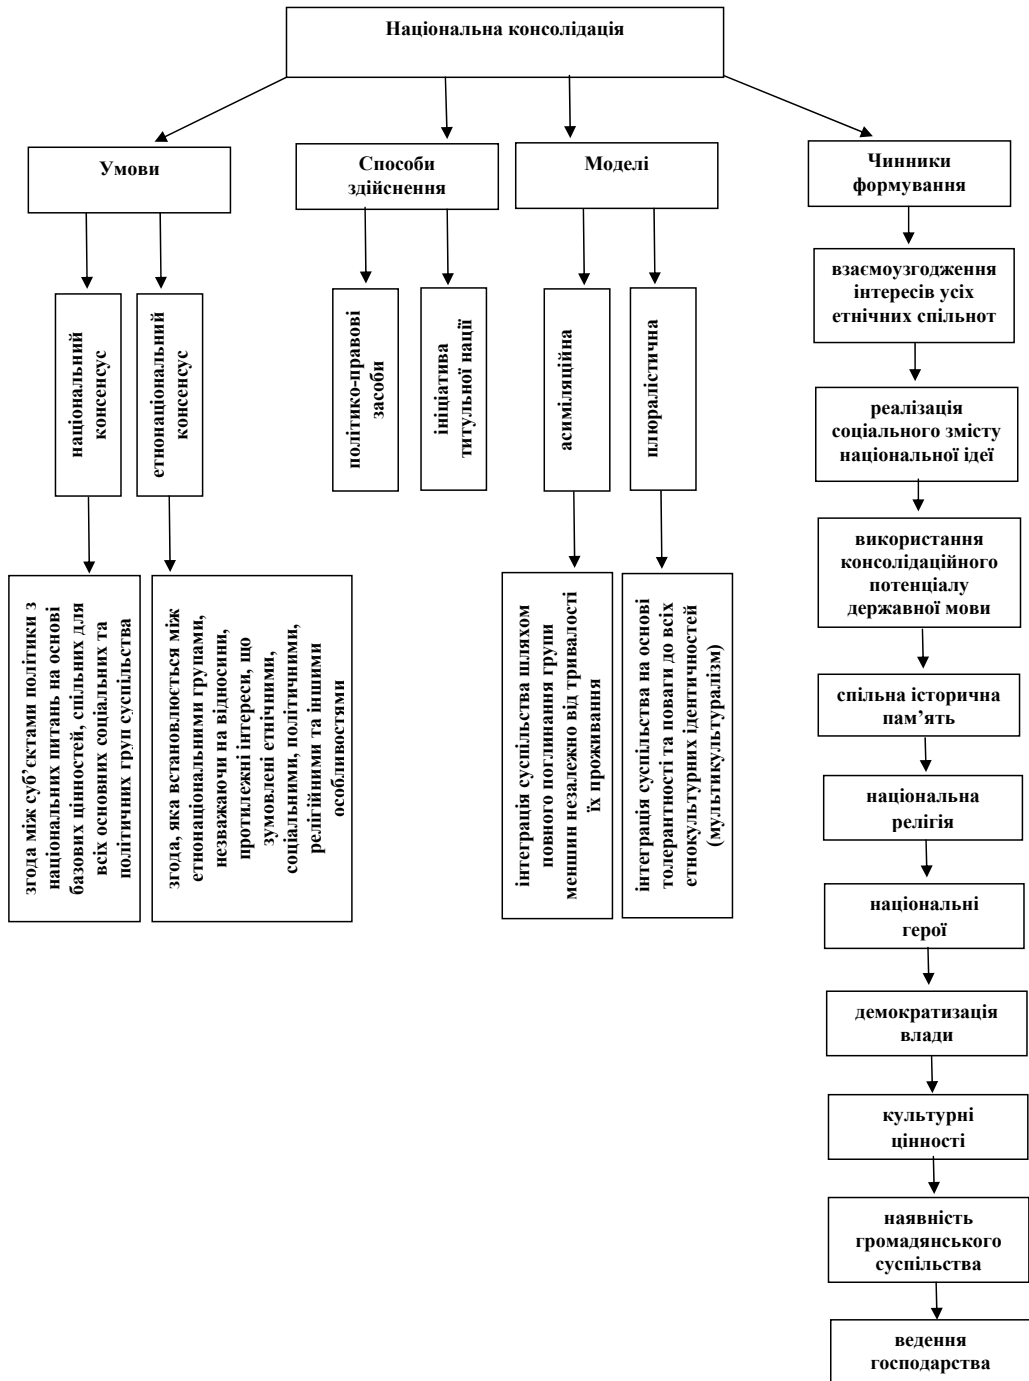 Національна консолідація
Умови
Способи
здійснення
Моделі
Чинники
формування
національний
консенсус
етнонаціональний
консенсус
політико-правові
засоби
ініціатива
титульної нації
асиміляційна
плюралістична
згода між суб’єктами політики з
національних питань на основі
базових цінностей, спільних для
всіх основних соціальних та
політичних груп суспільства
згода, яка встановлюється між
етнонаціональними групами,
незважаючи на відносини,
протилежні інтереси, що
зумовлені етнічними,
соціальними, політичними,
релігійними та іншими
особливостями
інтеграція суспільства шляхом
повного поглинання групи
меншин незалежно від тривалості
їх проживання
інтеграція суспільства на основі
толерантності та поваги до всіх
етнокультурних ідентичностей
(мультикультуралізм)
взаємоузгодження
інтересів усіх
етнічних спільнот
реалізація
соціального змісту
національної ідеї
використання
консолідаційного
потенціалу
державної мови
спільна історична
пам’ять
національна
релігія
національні
герої
демократизація
влади
культурні
цінності
наявність
громадянського
суспільства
ведення
господарства